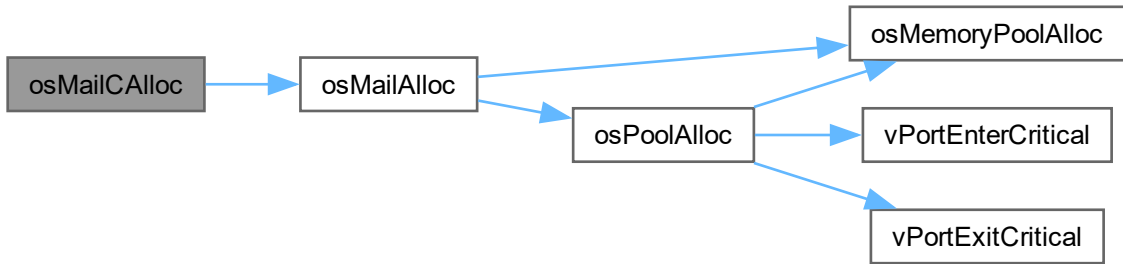 osMailCAlloc
osMailAlloc
osMemoryPoolAlloc
osPoolAlloc
vPortEnterCritical
vPortExitCritical